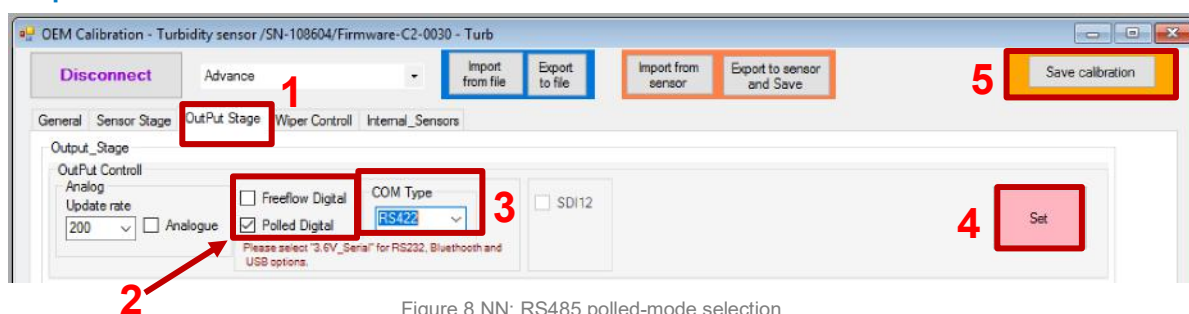 OEM Calibration - Turbidity sensor /SN-108604/Firmware-C2-0030 - Turb
Disconnect
Advance
Import
from file
Export
to file
Import from
sensor
Export to sensor
and Save
5
Save calibration
1
General Sensor Stage OutPut Stage Wiper Controll Internal_Sensors
Output_Stage
OutPut Controll
Analog
Update rate
200
Analogue
Freeflow Digital
Polled Digital
COM Type
RS422
3
SDI12
4
Set
Please select "3.6V_Serial" for RS232, Bluethooth and
USB options.
2
Figure 8 NN: RS485 polled-mode selection